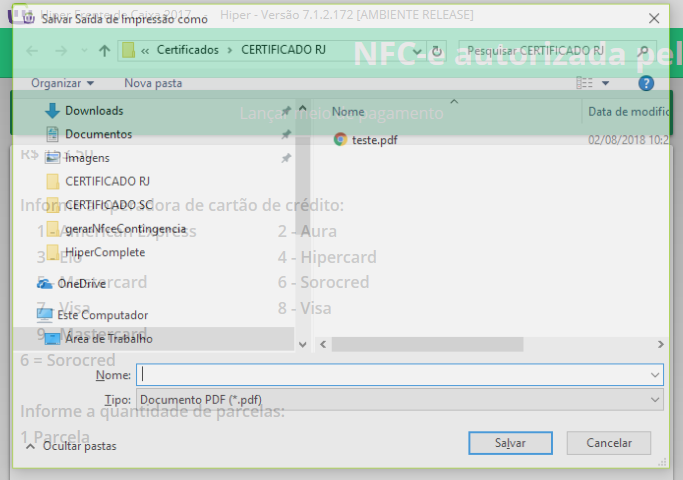 Hiper Frente de Caixa 2017 Hiper - Versão 7.1.2.172 [AMBIENTE RELEASE]
Salvar Saída de Impressão como
NFC-e autorizada pel
« Certificados > CERTIFICADO RJ
Pesquisar CERTIFICADO RJ
Organizar
Nova pasta
Lançar meio de pagamento
Nome
Data de modific
Downloads
Documentos
Imagens
CERTIFICADO RJ
CERTIFICADO SC
gerarNfceContingencia
HiperComplete
OneDrive
Este Computador
Área de Trabalho
teste.pdf
02/08/2018 10:2
R$
Informe a operadora de cartão de crédito:
1 - American Express
2 - Aura
3 - Elo
4 - Hipercard
5 - Mastercard
6 - Sorocred
7 - Visa
8 - Visa
9 - Mastercard
6 = Sorocred
Nome:
Tipo: Documento PDF (*.pdf)
Informe a quantidade de parcelas:
1 Parcela
Ocultar pastas
Salvar
Cancelar